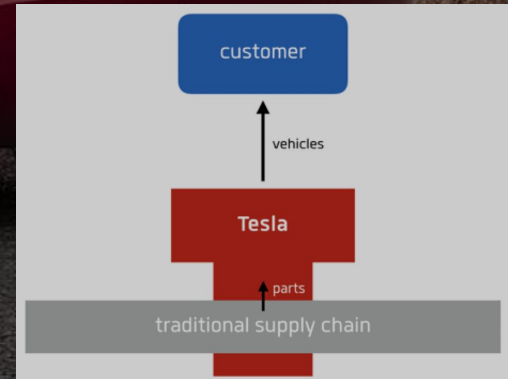 customer
vehicles
Tesla
parts
traditional supply chain